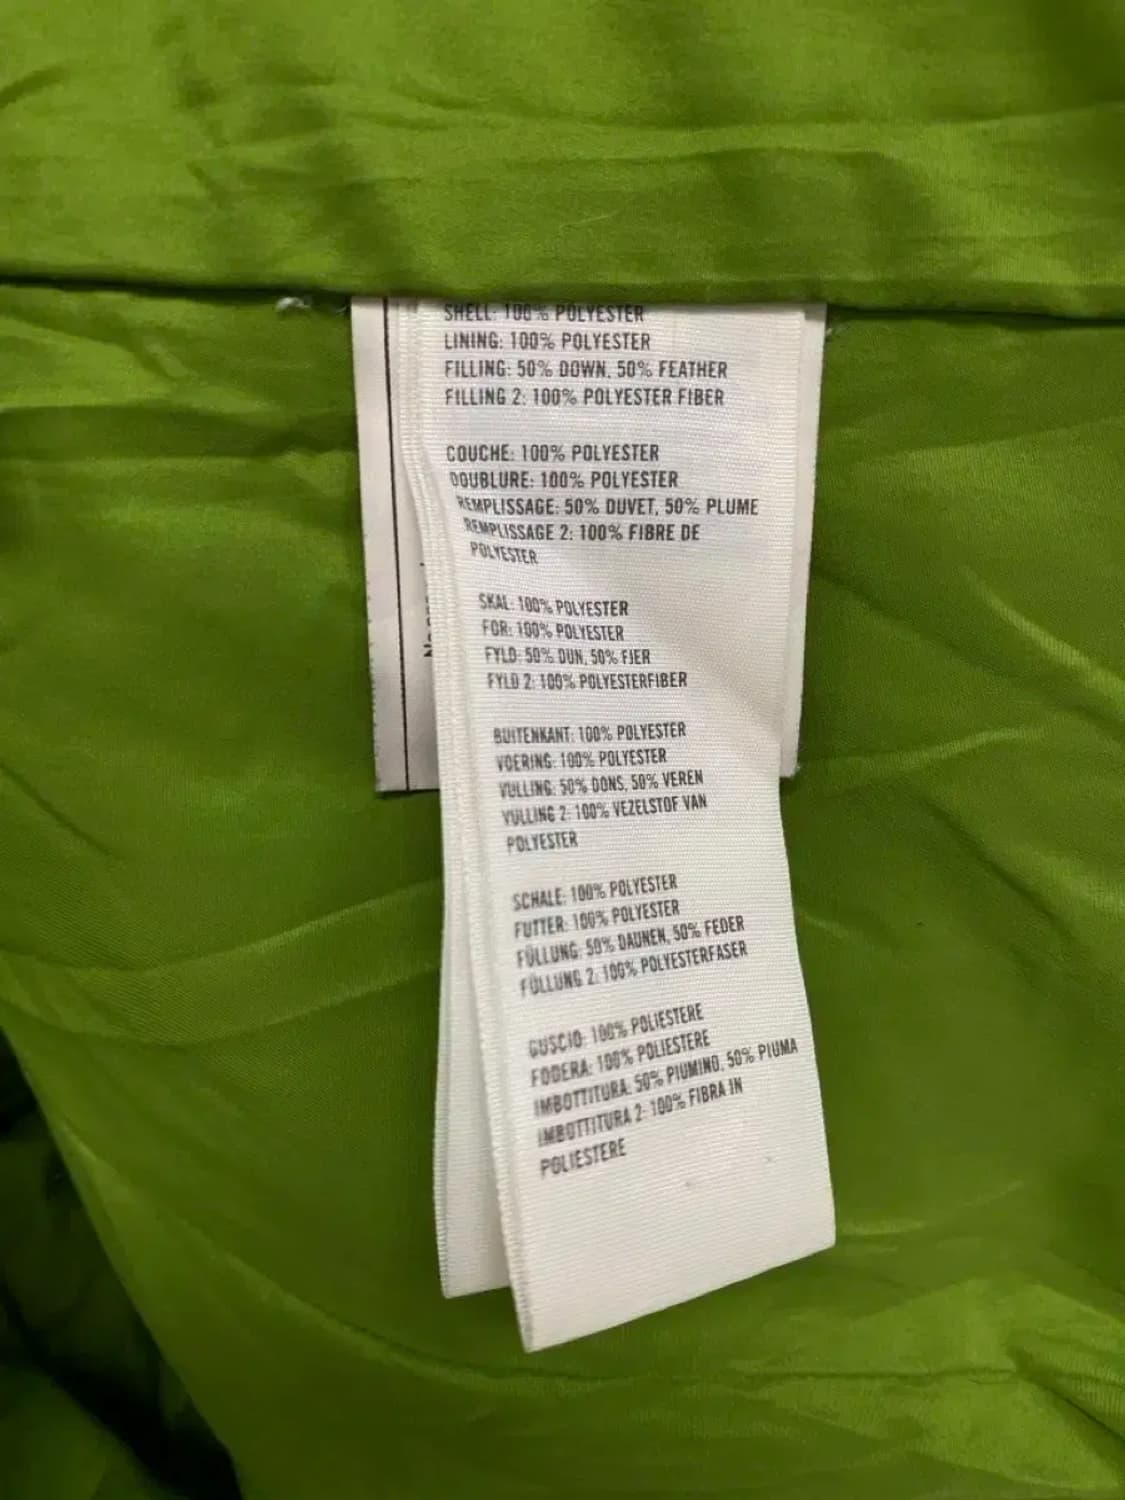 SHELL: 100% POLYESTER
LINING: 100% POLYESTER
FILLING: 50% DOWN, 50% FEATHER
FILLING 2: 100% POLYESTER FIBER
COUCHE: 100% POLYESTER
DOUBLURE: 100% POLYESTER
REMPLISSAGE: 50% DUVET, 50% PLUME
REMPLISSAGE 2: 100% FIBRE DE
POLYESTER
SKAL: 100% POLYESTER
FOR: 100% POLYESTER
FYLD: 50% DUN, 50% FJER
FYLD 2: 100% POLYESTERFIBER
BUITENKANT: 100% POLYESTER
VOERING: 100% POLYESTER
VULLING: 50% DONS, 50% VEREN
VULLING 2: 100% VEZELSTOF VAN
POLYESTER
SCHALE: 100% POLYESTER
FUTTER: 100% POLYESTER
FÜLLUNG: 50% DAUNEN, 50% FEDER
FÜLLUNG 2: 100% POLYESTERFASER
GUSCIO: 100% POLIESTERE
FODERA: 100% POLIESTERE
IMBOTTITURA: 50% PIUMINO, 50% PIUMA
IMBOTTITURA 2: 100% FIBRA IN
POLIESTERE